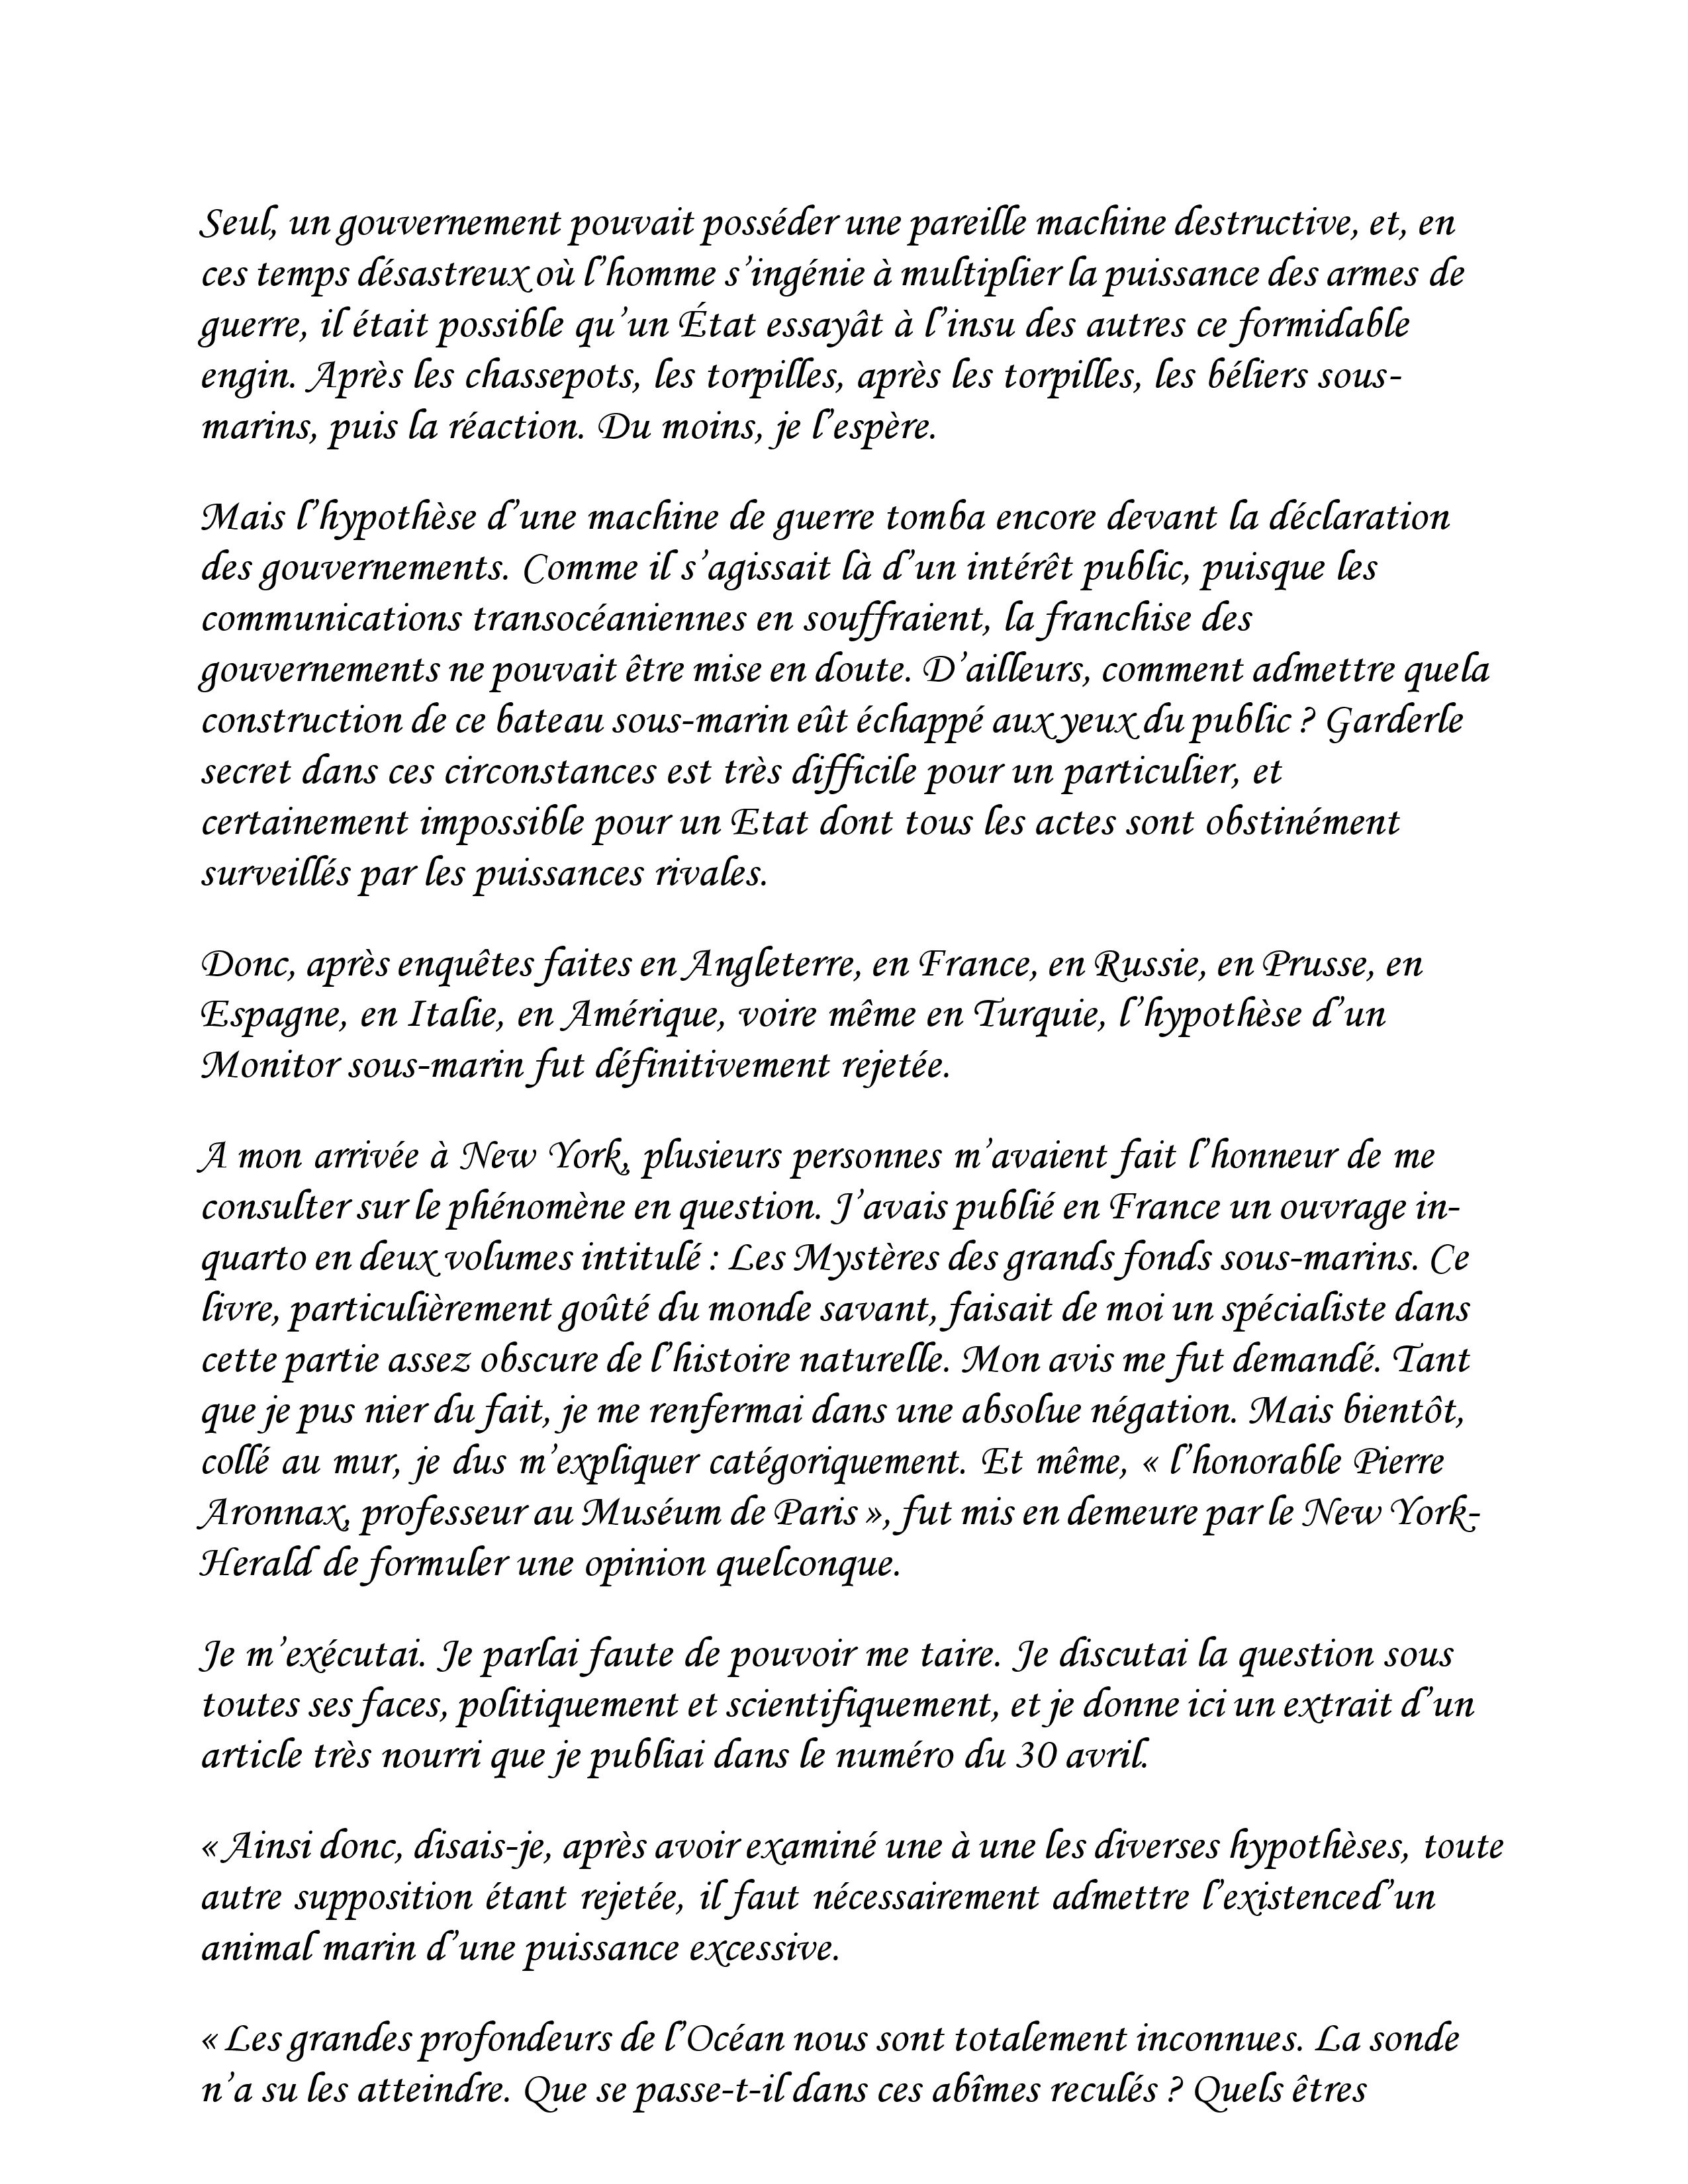 Seul, un gouvernement pouvait posséder une pareille machine destructive, et, en
ces temps désastreux où l’homme s’ingénie à multiplier la puissance des armes de
guerre, il était possible qu’un État essayât à l’insu des autres ce formidable
engin. Après les chassepots, les torpilles, après les torpilles, les béliers sous-
marins, puis la réaction. Du moins, je l’espère.
Mais l’hypothèse d’une machine de guerre tomba encore devant la déclaration
des gouvernements. Comme il s’agissait là d’un intérêt public, puisque les
communications transocéaniennes en souffraient, la franchise des
gouvernements ne pouvait être mise en doute. D’ailleurs, comment admettre quela
construction de ce bateau sous-marin eût échappé aux yeux du public ? Garderle
secret dans ces circonstances est très difficile pour un particulier, et
certainement impossible pour un Etat dont tous les actes sont obstinément
surveillés par les puissances rivales.
Donc, après enquêtes faites en Angleterre, en France, en Russie, en Prusse, en
Espagne, en Italie, en Amérique, voire même en Turquie, l’hypothèse d’un
Monitor sous-marin fut définitivement rejetée.
A mon arrivée à New York, plusieurs personnes m’avaient fait l’honneur de me
consulter sur le phénomène en question. J’avais publié en France un ouvrage in-
quarto en deux volumes intitulé : Les Mystères des grands fonds sous-marins. Ce
livre, particulièrement goûté du monde savant, faisait de moi un spécialiste dans
cette partie assez obscure de l’histoire naturelle. Mon avis me fut demandé. Tant
que je pus nier du fait, je me renfermai dans une absolue négation. Mais bientôt,
collé au mur, je dus m’expliquer catégoriquement. Et même, « l’honorable Pierre
Aronnax, professeur au Muséum de Paris », fut mis en demeure par le New York-
Herald de formuler une opinion quelconque.
Je m’exécutai. Je parlai faute de pouvoir me taire. Je discutai la question sous
toutes ses faces, politiquement et scientifiquement, et je donne ici un extrait d’un
article très nourri que je publiai dans le numéro du 30 avril.
« Ainsi donc, disais-je, après avoir examiné une à une les diverses hypothèses, toute
autre supposition étant rejetée, il faut nécessairement admettre l’existenced’un
animal marin d’une puissance excessive.
« Les grandes profondeurs de l’Océan nous sont totalement inconnues. La sonde
n’a su les atteindre. Que se passe-t-il dans ces abîmes reculés ? Quels êtres